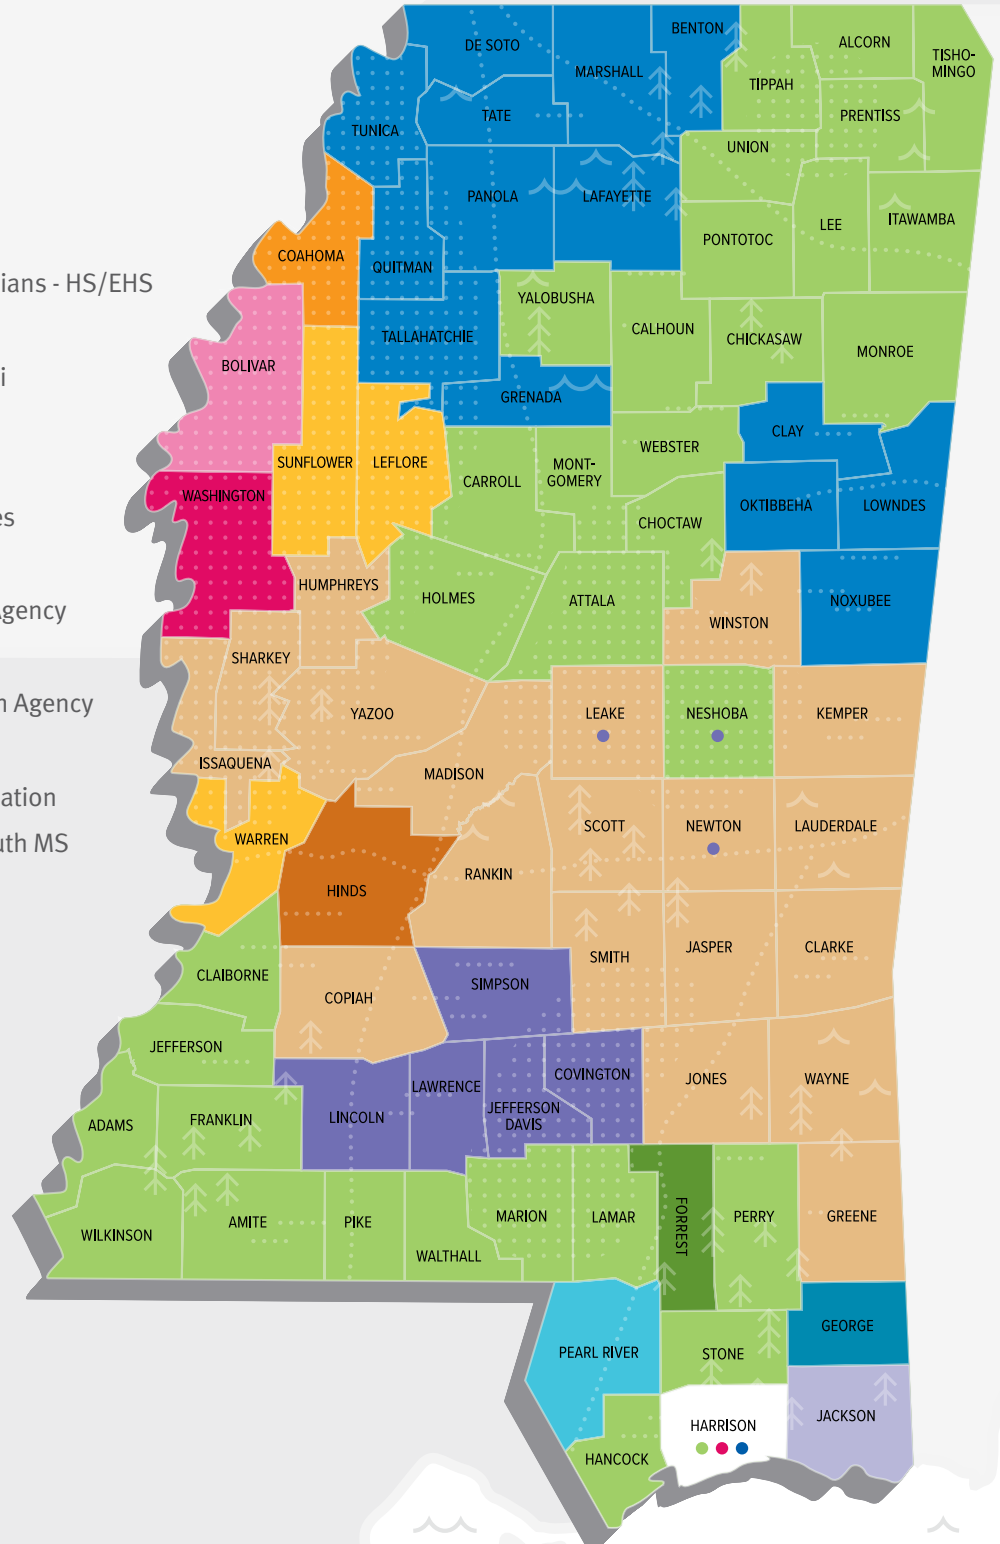 BENTON
DE SOTO
ALCORN
TISHO-
MINGO
MARSHALL
TIPPAH
TATE
PRENTISS
TUNICA
UNION
PANOLA
LAFAYETTE
LEE
ITAWAMBA
PONTOTOC
COAHOMA
QUITMAN
ians - HS/EHS
YALOBUSHA
CALHOUN
TALLAHATCHIE
CHICKASAW
MONROE
BOLIVAR
i
GRENADA
CLAY
WEBSTER
SUNFLOWER
LEFLORE
MONT-
GOMERY
CARROLL
WASHINGTON
OKTIBBEHA
LOWNDES
es
CHOCTAW
HUMPHREYS
HOLMES
ATTALA
NOXUBEE
Agency
WINSTON
SHARKEY
n Agency
YAZOO
LEAKE
NESHOBA
KEMPER
ISSAQUENA
MADISON
ation
SCOTT
NEWTON
LAUDERDALE
uth MS
WARREN
RANKIN
HINDS
SMITH
JASPER
CLARKE
CLAIBORNE
SIMPSON
COPIAH
JEFFERSON
COVINGTON
JONES
WAYNE
LAWRENCE
JEFFERSON
DAVIS
LINCOLN
FRANKLIN
ADAMS
FORREST
MARION
LAMAR
PERRY
GREENE
AMITE
PIKE
WILKINSON
WALTHALL
GEORGE
PEARL RIVER
STONE
JACKSON
HARRISON
HANCOCK